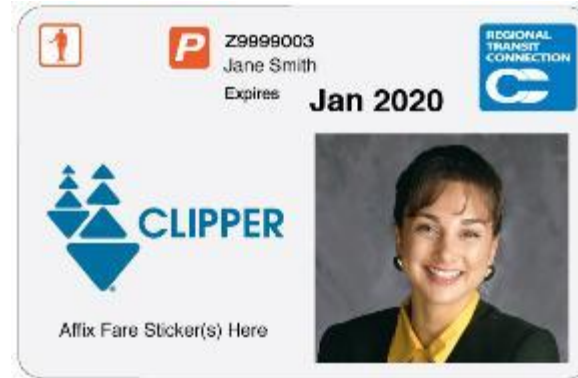 P
Z9999003
Jane Smith
Expires Jan 2020
REGIONAL
TRANSIT
CONNECTION
CLIPPER
Affix Fare Sticker(s) Here